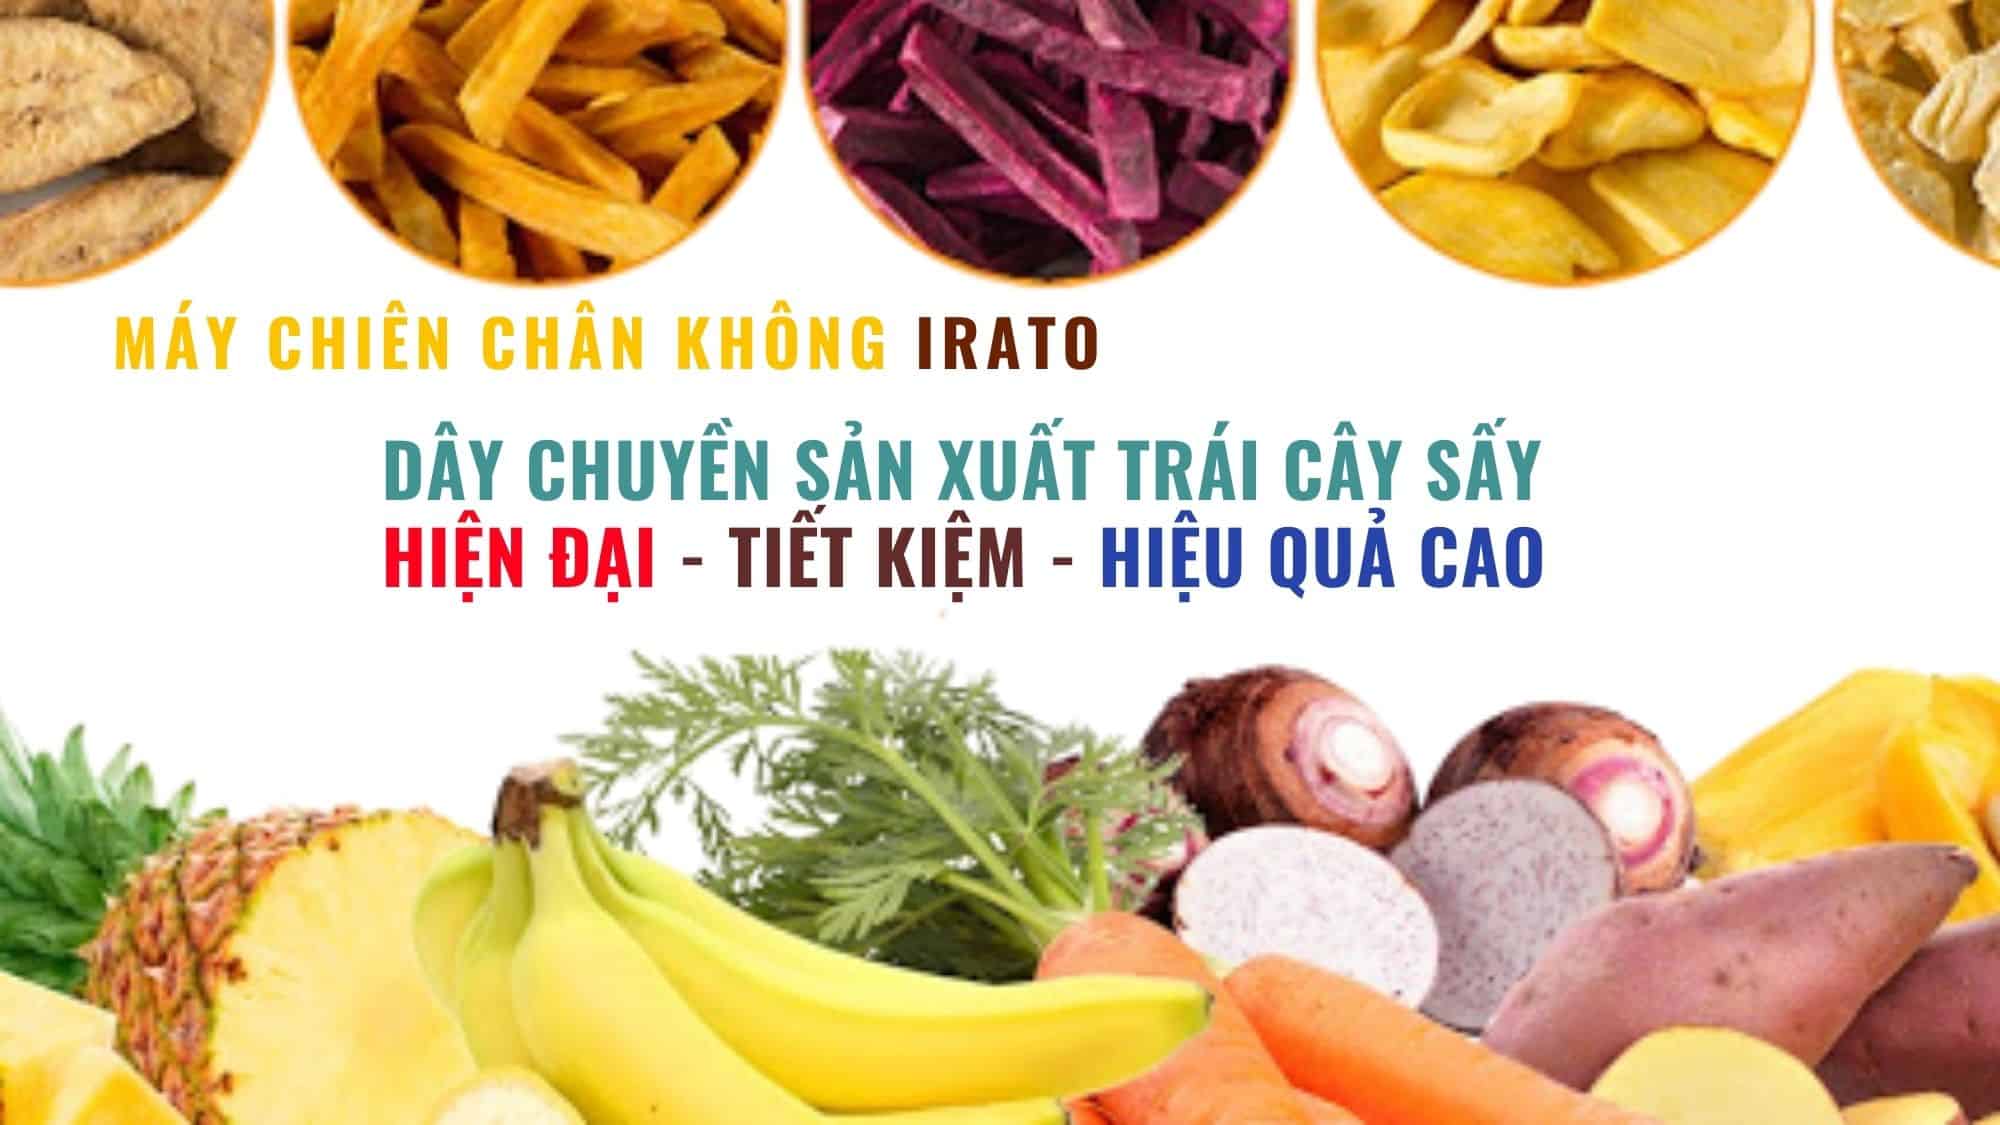 MÁY CHIÊN CHÂN KHÔNG IRATO
DÂY CHUYỀN SẢN XUẤT TRÁI CÂY SẤY
HIỆN ĐẠI - TIẾT KIỆM - HIỆU QUẢ CAO